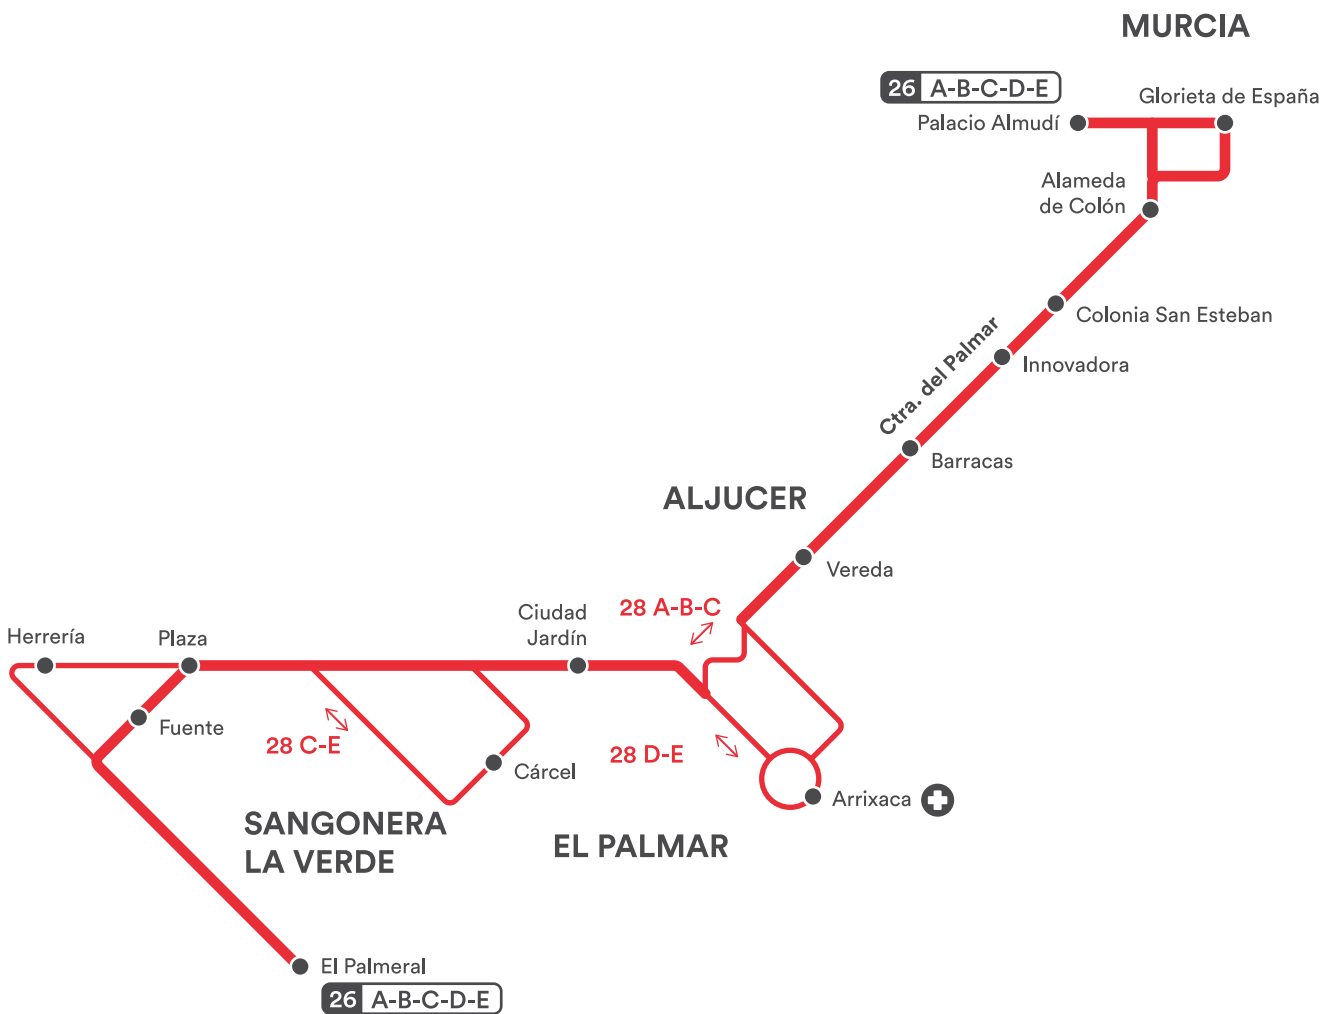 MURCIA
26 A-B-C-D-E
Glorieta de España
Palacio Almudí
Alameda
de Colón
Colonia San Esteban
Ctra. del Palmar
Innovadora
Barracas
ALJUCER
Vereda
28 A-B-C
Ciudad
Jardín
Herrería
Plaza
Fuente
28 C-E
28 D-E
Cárcel
Arrixaca
SANGONERA
LA VERDE
EL PALMAR
El Palmeral
26 A-B-C-D-E